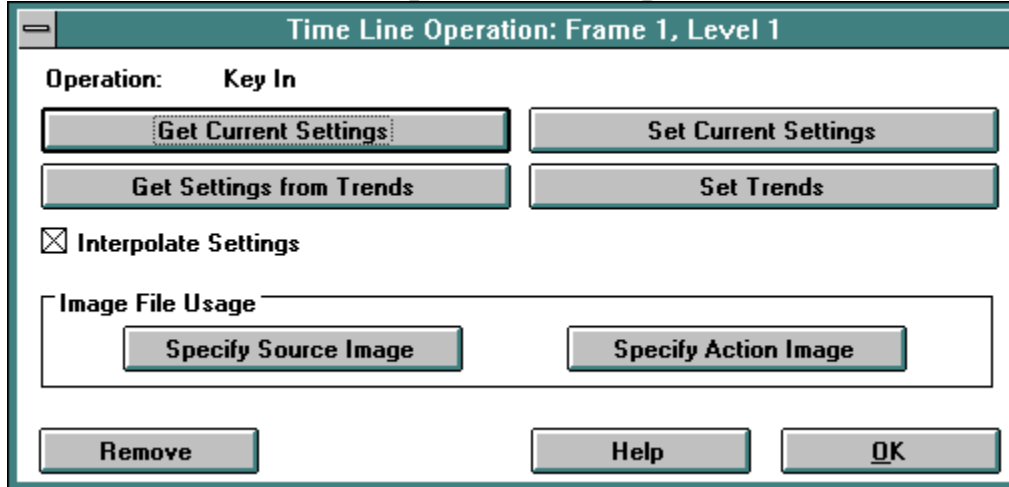 Time Line Operation: Frame 1, Level 1
Operation: Key In
Get Current Settings Set Current Settings
Get Settings from Trends Set Trends
Interpolate Settings
Image File Usage
Specify Source Image Specify Action Image
Remove Help OK